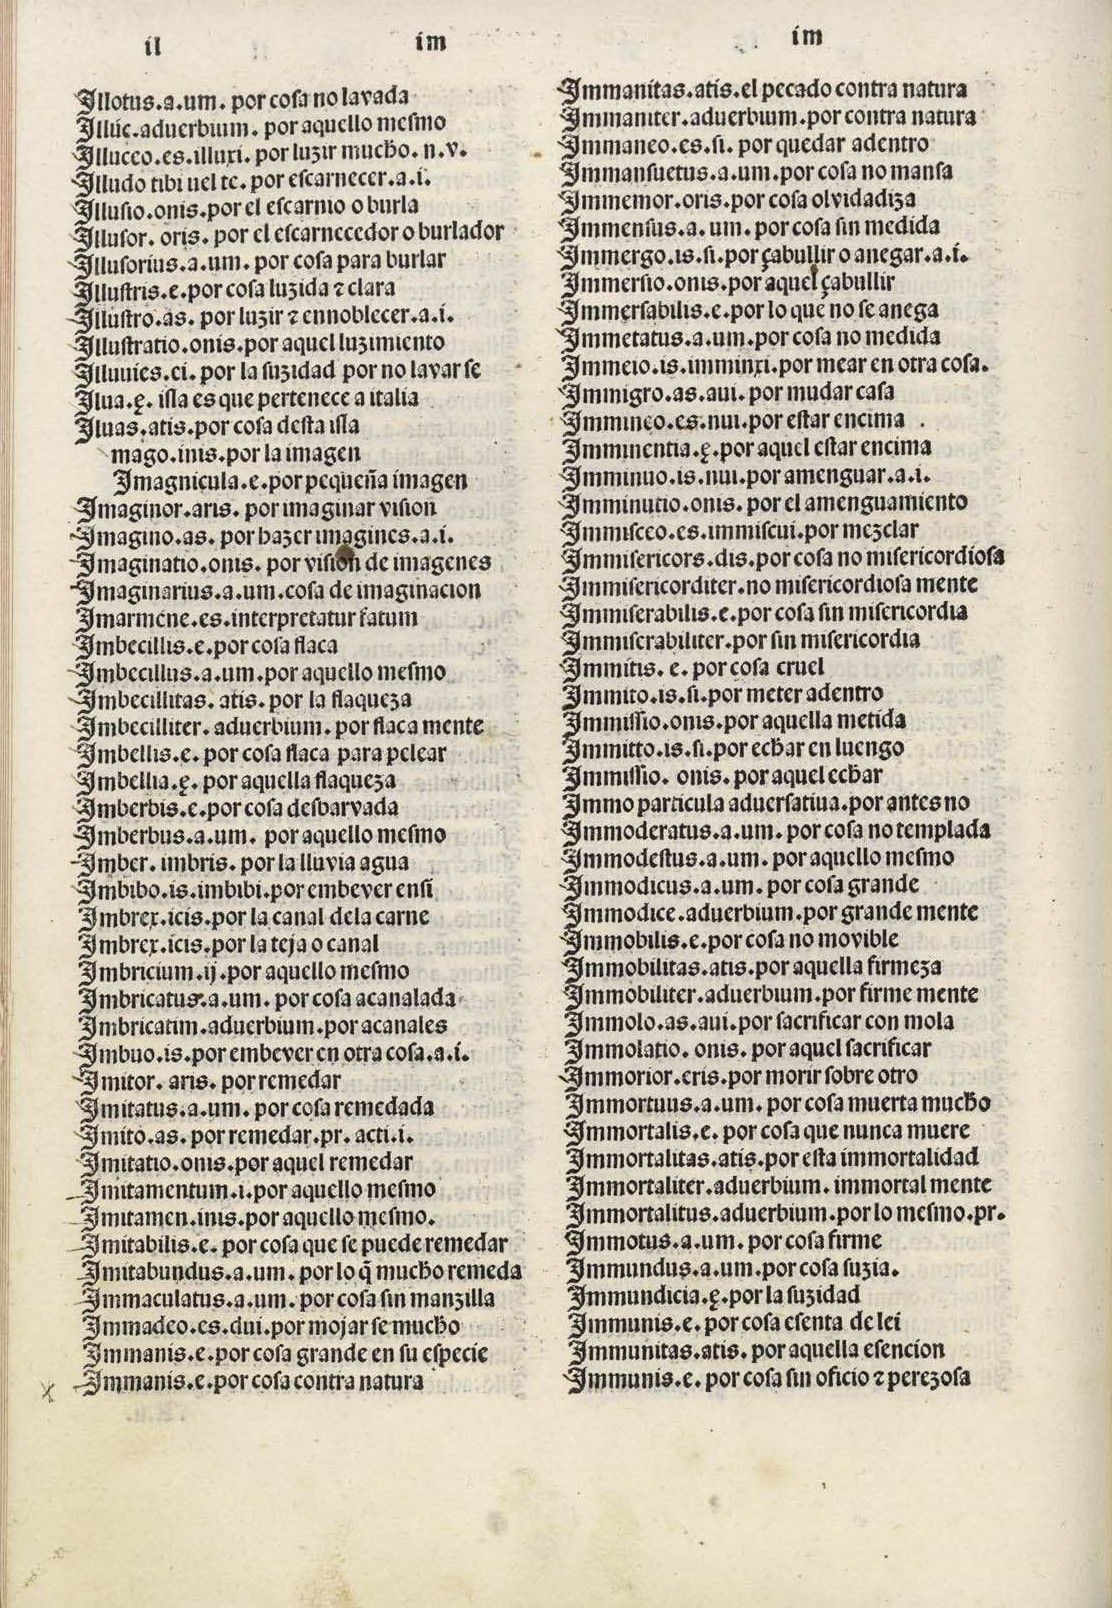 il
im
im
Illotus.a.um. por cosa no lavada
Illuc.aduerbium. por aquello mesmo
Illuceo.es.illuxi. por luzir mucho. n.v.
Illudo tibi uel te. por escarnecer.a.i.
Illusio.onis.por el escarnio o burla
Illusor. oris. por el escarnecedor o burlador
Illusorius.a.um. por cosa para burlar
Illustris.e.por cosa luzida ⁊ clara
Illustro.as. por luzir ⁊ ennoblecer.a.i.
Illustratio.onis.por aquel luzimiento
Illuuies.ei. por la suzidad por no lavar se
Ilua.ę. isla es que pertenece a italia
Iluas.atis.por cosa desta isla
mago.inis.por la imagen
Imagnicula.e.por pequeña imagen
Imaginor.aris. por imaginar vision
Imagino.as. por hazer imagines.a.i.
Imaginatio.onis. por vision de imagenes
Imaginarius.a.um.cosa de imaginacion
Imarmene.es.interpretatur fatum
Imbecillis.e.por cosa flaca
Imbecillus.a.um.por aquello mesmo
Imbecillitas. atis. por la flaqueza
Imbecilliter. aduerbium. por flaca mente
Imbellis.e. por cosa flaca para pelear
Imbellia.ę. por aquella flaqueza
Imberbis.e.por cosa desbarvada
Imberbus.a.um. por aquello mesmo
Imber. imbris. por la lluvia agua
Imbibo.is.imbibi.por embever ensi
Imbrex.icis.por la canal dela carne
Imbrex.icis.por la teja o canal
Imbricium.ij.por aquello mesmo
Imbricatus.a.um. por cosa acanalada
Imbricatim.aduerbium.por acanales
Imbuo.is.por embever en otra cosa.a.i.
Imitor. aris. por remedar
Imitatus.a.um. por cosa remedada
Imito.as. por remedar.pr. acti.i.
Imitatio.onis.por aquel remedar
Imitamentum.i.por aquello mesmo
Imitamen.inis.por aquello mesmo.
Imitabilis.e. por cosa que se puede remedar
Imitabundus.a.um. por lo q̃ mucho remeda
Immaculatus.a.um. por cosa sin manzilla
Immadeo.es.dui.por mojar se mucho
Immanis.e.por cosa grande en su especie
Immanis.e.por cosa contra natura
Immanitas.atis.el pecado contra natura
Immaniter.aduerbium.por contra natura
Immaneo.es.si. por quedar adentro
Immansuetus.a.um.por cosa no mansa
Immemor.oris.por cosa olvidadiza
Immensus.a.um.por cosa sin medida
Immergo.is.si.por çabullir o anegar.a.i.
Immersio.onis.por aquel çabullir
Immersabilis.e.por lo que no se anega
Immetatus.a.um.por cosa no medida
Immeio.is.imminxi.por mear en otra cosa.
Immigro.as.aui.por mudar casa
Immineo.es.nui.por estar encima
Imminentia.ę.por aquel estar encima
Imminuo.is.nui.por amenguar.a.i.
Imminutio.onis. por el amenguamiento
Immisceo.es.immiscui.por mezclar
Immisericors.dis.por cosa no misericordiosa
Immisericorditer.no misericordiosa mente
Immiserabilis.e.por cosa sin misericordia
Immiserabiliter.por sin misericordia
Immitis. e. por cosa cruel
Immito.is.si.por meter adentro
Immissio.onis.por aquella metida
Immitto.is.si.por echar en luengo
Immissio. onis.por aquel echar
Immo particula aduersatiua.por antes no
Immoderatus.a.um. por cosa no templada
Immodestus.a.um. por aquello mesmo
Immodicus.a.um. por cosa grande
Immodice.aduerbium.por grande mente
Immobilis.e.por cosa no movible
Immobilitas.atis.por aquella firmeza
Immobiliter.aduerbium.por firme mente
Immolo.as.aui.por sacrificar con mola
Immolatio. onis. por aquel sacrificar
Immorior.eris.por morir sobre otro
Immortuus.a.um. por cosa muerta mucho
Immortalis.e. por cosa que nunca muere
Immortalitas.atis.por esta immortalidad
Immortaliter.aduerbium. immortal mente
Immortalitus.aduerbium.por lo mesmo.pr.
Immotus.a.um. por cosa firme
Immundus.a.um.por cosa suzia.
Immundicia.ę.por la suzidad
Immunis.e.por cosa esenta de lei
Immunitas.atis. por aquella esencion
Immunis.e. por cosa sin oficio ⁊ perezosa